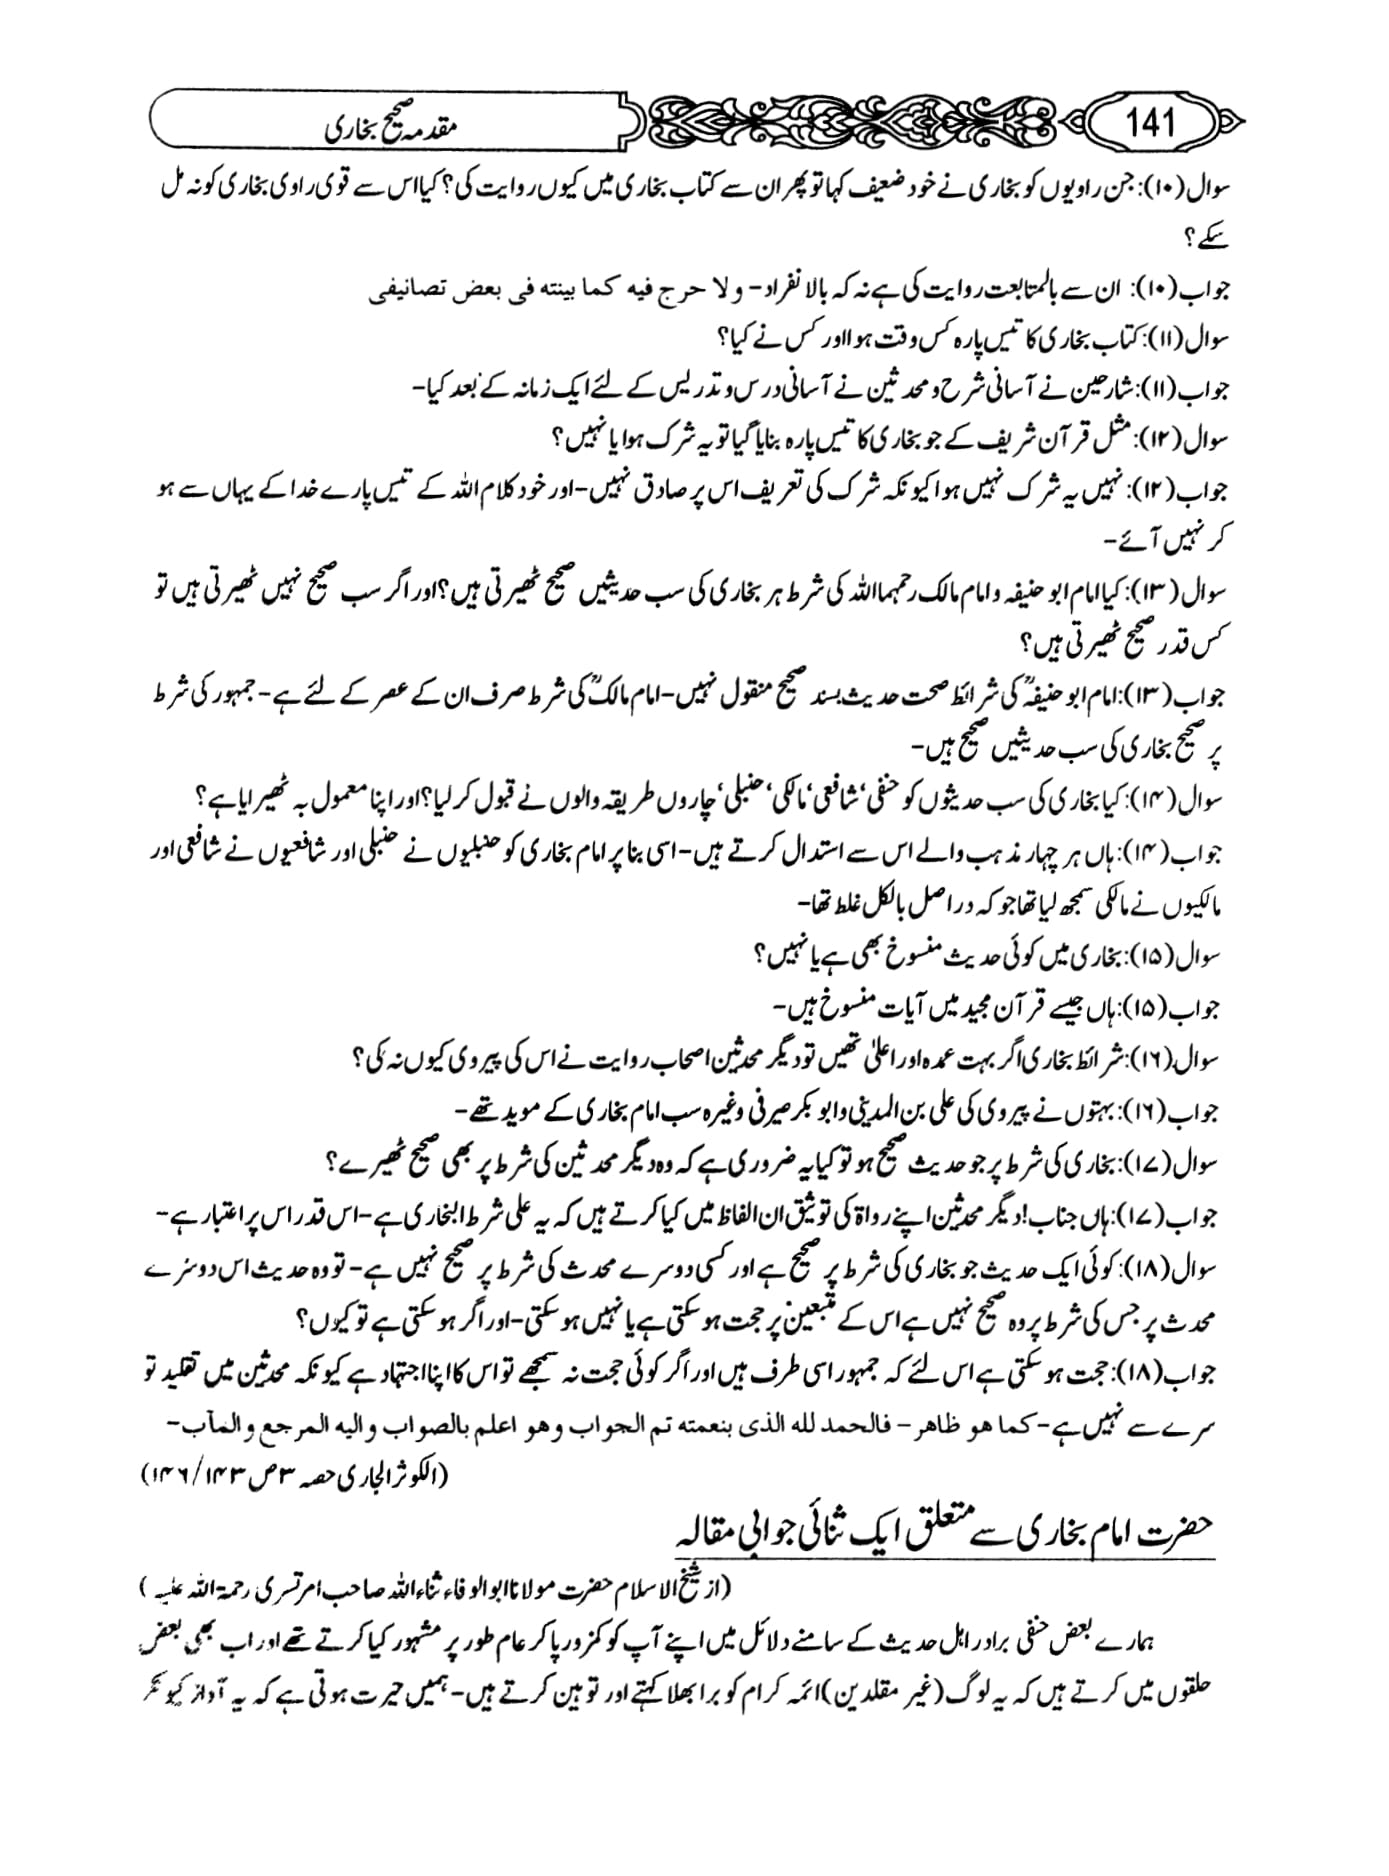 141
مقدمہ صحیح بخاری
سوال (۱۰): جن راویوں کو بخاری نے خود ضعیف کہا تو پھر ان سے کتاب بخاری میں کیوں روایت کی؟ کیا اس سے قوی راوی بخاری کو نہ مل
سکے؟
جواب (۱۰): ان سے بالمتابعت روایت کی ہے نہ کہ بالانفراد- ولا حرج فیہ کما بینتہ فی بعض تصانیفی
سوال (۱۱): کتاب بخاری کا تیس پارہ کس وقت ہوا اور کس نے کیا؟
جواب (۱۱): شارحین نے آسانی شرح و محدثین نے آسانی درس و تدریس کے لئے ایک زمانہ کے بعد کیا-
سوال (۱۲): مثل قرآن شریف کے جو بخاری کا تیس پارہ بنایا گیا تو یہ شرک ہوا یا نہیں؟
جواب (۱۲): نہیں یہ شرک نہیں ہوا کیونکہ شرک کی تعریف اس پر صادق نہیں- اور خود کلام اللہ کے تیس پارے خدا کے یہاں سے ہو
کر نہیں آئے-
سوال (۱۳): کیا امام ابو حنیفہ و امام مالک رحمہما اللہ کی شرط ہر بخاری کی سب حدیثیں صحیح ٹھیرتی ہیں؟ اور اگر سب صحیح نہیں ٹھیرتی ہیں تو
کس قدر صحیح ٹھیرتی ہیں؟
جواب (۱۳): امام ابو حنیفہؒ کی شرائط صحت حدیث بسند صحیح منقول نہیں- امام مالکؒ کی شرط صرف ان کے عصر کے لئے ہے- جمہور کی شرط
پر صحیح بخاری کی سب حدیثیں صحیح ہیں-
سوال (۱۴): کیا بخاری کی سب حدیثوں کو حنفی‘ شافعی‘ مالکی‘ حنبلی‘ چاروں طریقہ والوں نے قبول کر لیا؟ اور اپنا معمول بہ ٹھیرایا ہے؟
جواب (۱۴): ہاں ہر چہار مذہب والے اس سے استدال کرتے ہیں- اسی بنا پر امام بخاری کو حنبلیوں نے حنبلی اور شافعیوں نے شافعی اور
مالکیوں نے مالکی سمجھ لیا تھا جو کہ در اصل بالکل غلط تھا-
سوال (۱۵): بخاری میں کوئی حدیث منسوخ بھی ہے یا نہیں؟
جواب (۱۵): ہاں جیسے قرآن مجید میں آیات منسوخ ہیں-
سوال (۱۶): شرائط بخاری اگر بہت عمدہ اور اعلیٰ تھیں تو دیگر محدثین اصحاب روایت نے اس کی پیروی کیوں نہ کی؟
جواب (۱۶): بہتوں نے پیروی کی علی بن المدینی و ابو بکر صیرفی وغیرہ سب امام بخاری کے موید تھے-
سوال (۱۷): بخاری کی شرط پر جو حدیث صحیح ہو تو کیا یہ ضروری ہے کہ وہ دیگر محدثین کی شرط پر بھی صحیح ٹھیرے؟
جواب (۱۷): ہاں جناب! دیگر محدثین اپنے رواۃ کی توثیق ان الفاظ میں کیا کرتے ہیں کہ یہ علی شرط البخاری ہے- اس قدر اس پر اعتبار ہے-
سوال (۱۸): کوئی ایک حدیث جو بخاری کی شرط پر صحیح ہے اور کسی دوسرے محدث کی شرط پر صحیح نہیں ہے- تو وہ حدیث اس دوسرے
محدث پر جس کی شرط پر وہ صحیح نہیں ہے اس کے متبعین پر حجت ہو سکتی ہے یا نہیں ہو سکتی- اور اگر ہو سکتی ہے تو کیوں؟
جواب (۱۸): حجت ہو سکتی ہے اس لئے کہ جمہور اسی طرف ہیں اور اگر کوئی حجت نہ سمجھے تو اس کا اپنا اجتہاد ہے کیونکہ محدثین میں تقلید تو
سرے سے نہیں ہے- کما هو ظاهر- فالحمد لله الذی بنعمته تم الجواب وهو اعلم بالصواب والیه المرجع والمآب-
(الکوثر الجاری حصہ ۳ ص ۱۴۳/۱۴۶)
حضرت امام بخاری سے متعلق ایک ثنائی جوابی مقالہ
(از شیخ الاسلام حضرت مولانا ابو الوفاء ثناء اللہ صاحب امر تسری رحمۃ اللہ علیہ)
ہمارے بعض حنفی برادر اہل حدیث کے سامنے دلائل میں اپنے آپ کو کمزور پا کر عام طور پر مشہور کیا کرتے تھے اور اب بھی بعض
حلقوں میں کرتے ہیں کہ یہ لوگ (غیر مقلدین) ائمہ کرام کو برا بھلا کہتے اور توہین کرتے ہیں- ہمیں حیرت ہوتی ہے کہ یہ آواز کیونکر